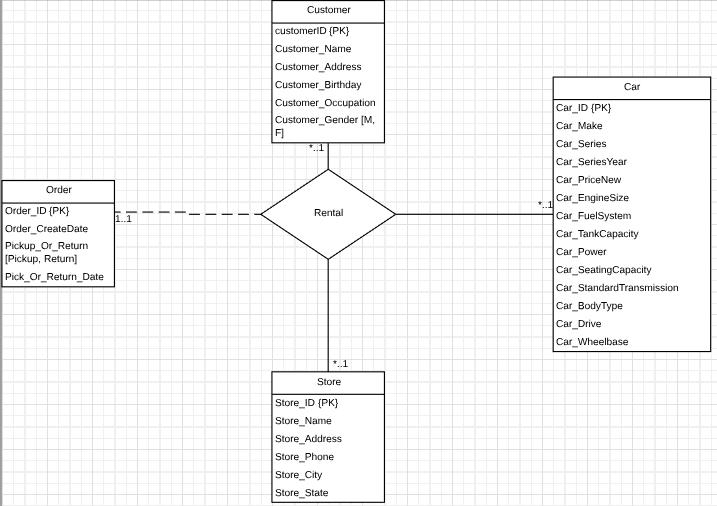 Customer
customerID {PK}
Customer_Name
Customer_Address
Customer_Birthday
Customer_Occupation
Customer_Gender [M,
F]
*..1
Order
Order_ID {PK}
Order_CreateDate
Pickup_Or_Return
[Pickup, Return]
Pick_Or_Return_Date
1..1
Rental
*..1
Car
Car_ID {PK}
Car_Make
Car_Series
Car_SeriesYear
Car_PriceNew
Car_EngineSize
Car_FuelSystem
Car_TankCapacity
Car_Power
Car_SeatingCapacity
Car_StandardTransmission
Car_BodyType
Car_Drive
Car_Wheelbase
*..1
Store
Store_ID {PK}
Store_Name
Store_Address
Store_Phone
Store_City
Store_State